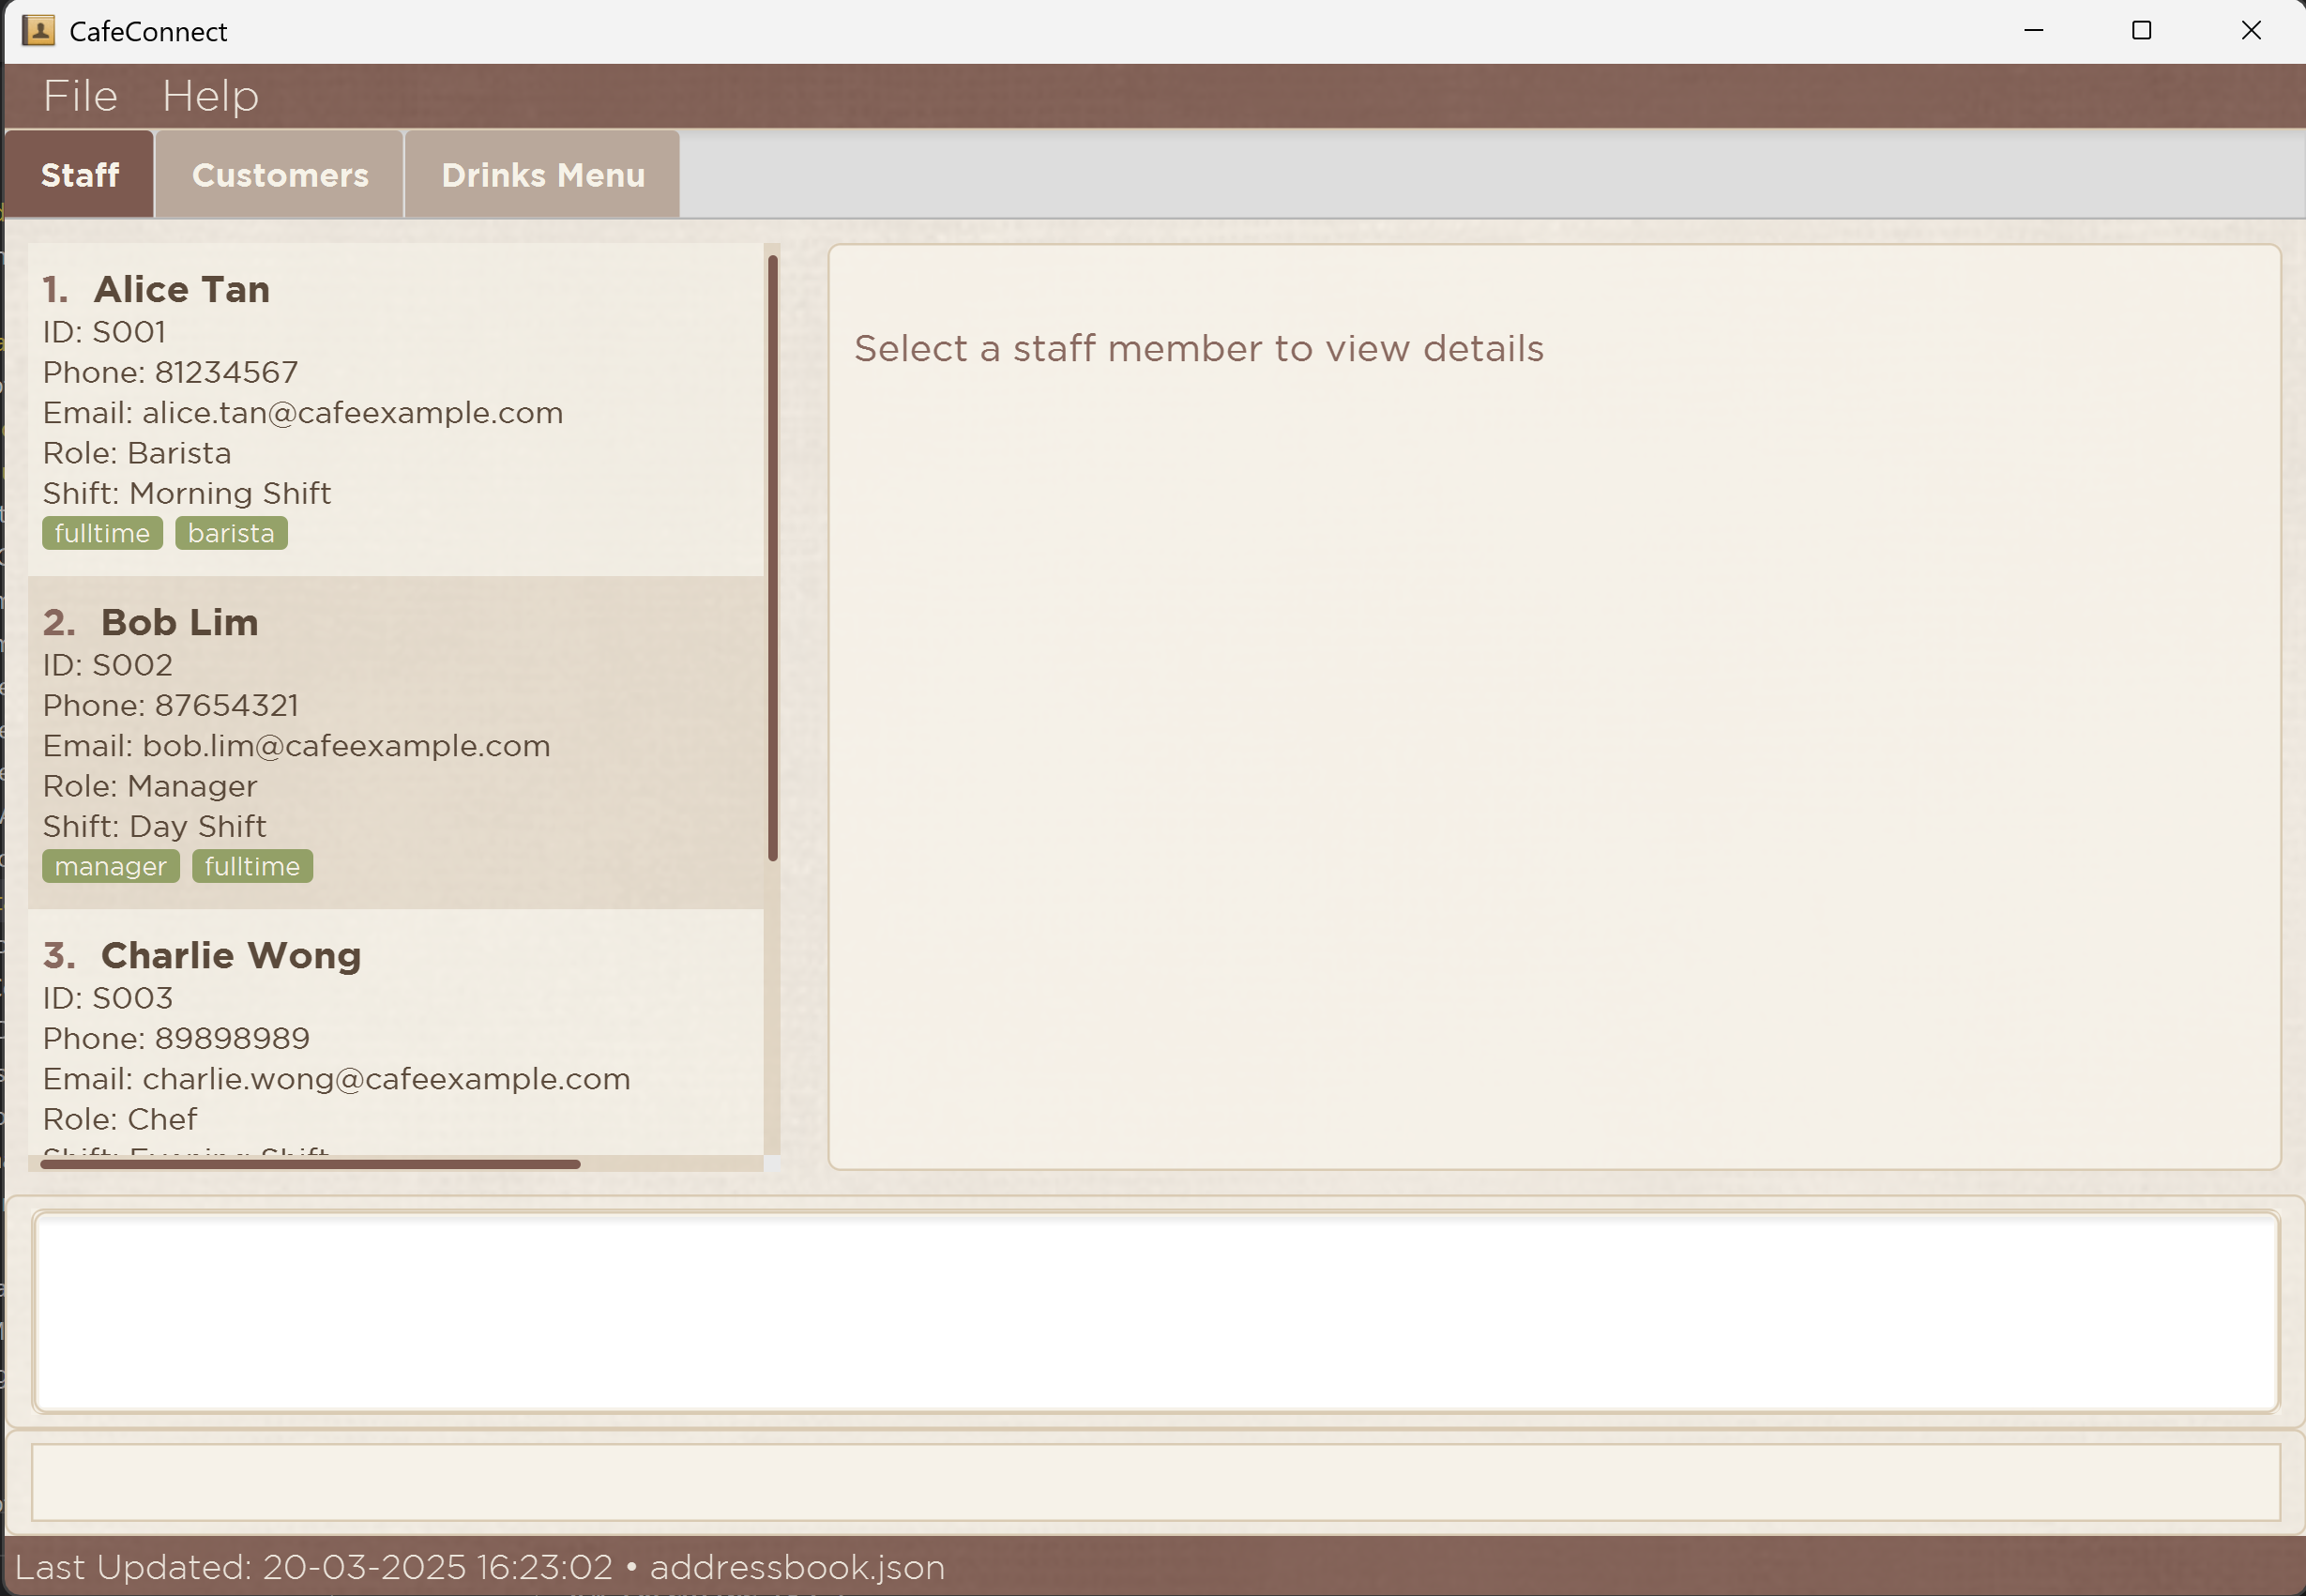 CafeConnect
File Help
Staff Customers Drinks Menu
1. Alice Tan
ID: S001
Phone: 81234567
Email: alice.tan@cafeexample.com
Role: Barista
Shift: Morning Shift
fulltime barista
2. Bob Lim
ID: S002
Phone: 87654321
Email: bob.lim@cafeexample.com
Role: Manager
Shift: Day Shift
manager fulltime
3. Charlie Wong
ID: S003
Phone: 89898989
Email: charlie.wong@cafeexample.com
Role: Chef
Shift: Evening Shift
Select a staff member to view details
Last Updated: 20-03-2025 16:23:02 • addressbook.json